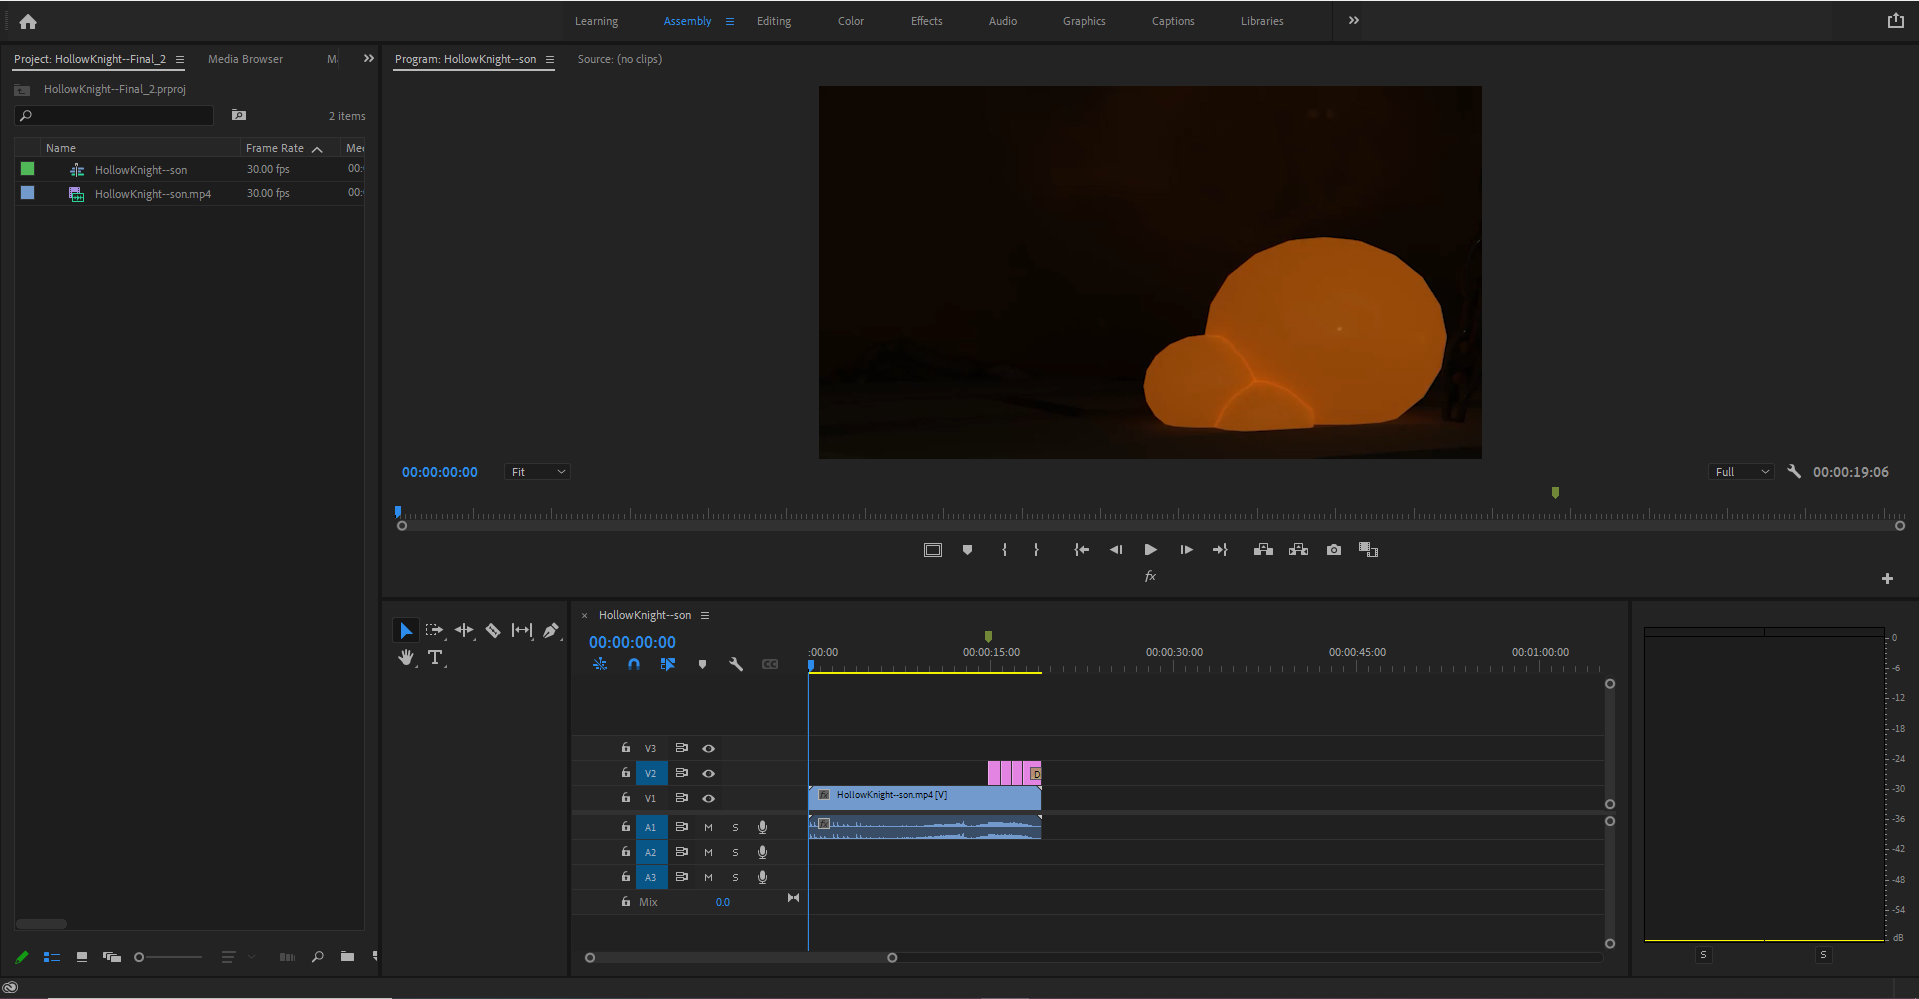 Learning Assembly Editing Color Effects Audio Graphics Captions Libraries
Project: HollowKnight--Final_2 Media Browser M
HollowKnight--Final_2.prproj
2 items
Name Frame Rate Me
HollowKnight--son 30.00 fps 00:
HollowKnight--son.mp4 30.00 fps 00:
Program: HollowKnight--son Source: (no clips)
00:00:00:00 Fit Full 00:00:19:06
fx
T
× HollowKnight--son
00:00:00:00
:00:00 00:00:15:00 00:00:30:00 00:00:45:00 00:01:00:00
V3
V2 D
V1 fx HollowKnight--son.mp4 [V]
A1 M S
A2 M S
A3 M S
Mix 0.0
0
-6
-12
-18
-24
-30
-36
-42
-48
-54
dB
S S